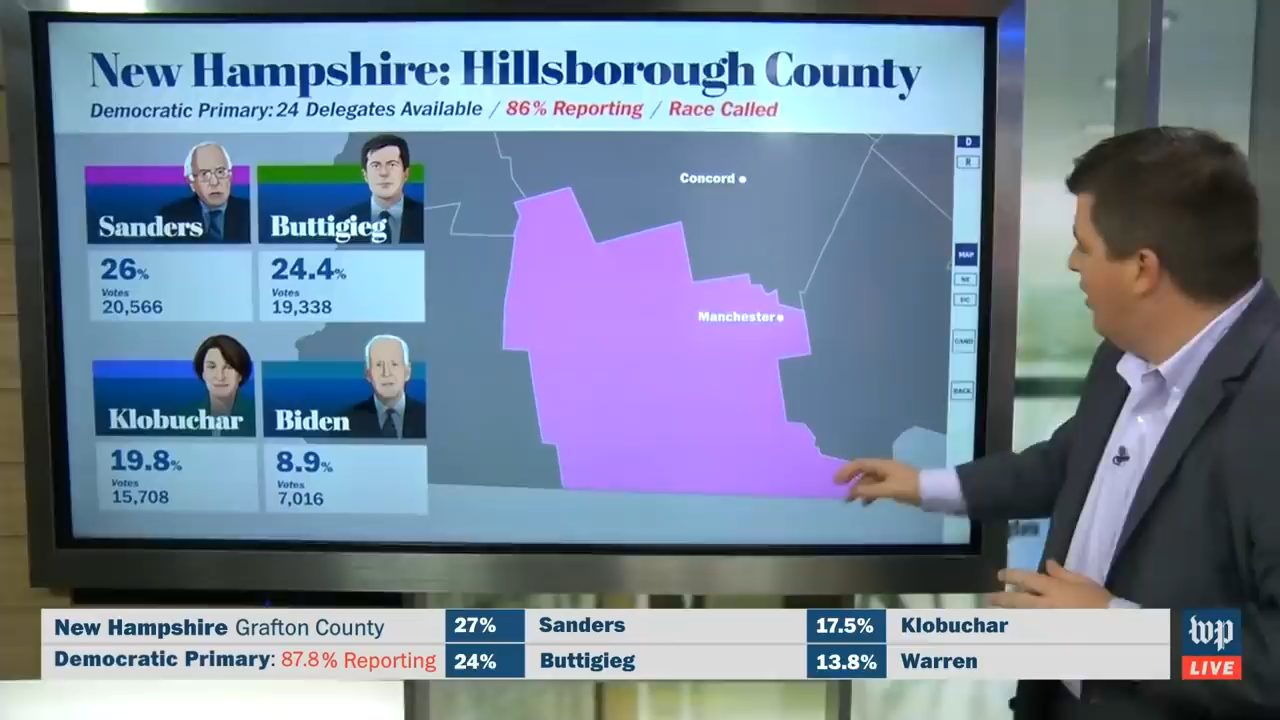 New Hampshire: Hillsborough County
Democratic Primary: 24 Delegates Available / 86% Reporting / Race Called
Sanders
26%
Votes
20,566
Buttigieg
24.4%
Votes
19,338
Klobuchar
19.8%
Votes
15,708
Biden
8.9%
Votes
7,016
Concord
Manchester
D
R
MAP
BACK
New Hampshire Grafton County
Democratic Primary: 87.8% Reporting
27% Sanders
24% Buttigieg
17.5% Klobuchar
13.8% Warren
wp
LIVE